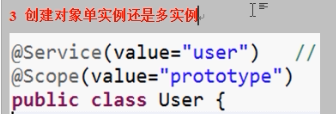 3 创建对象单实例还是多实例
@Service(value="user")   //
@Scope(value="prototype")
public class User {